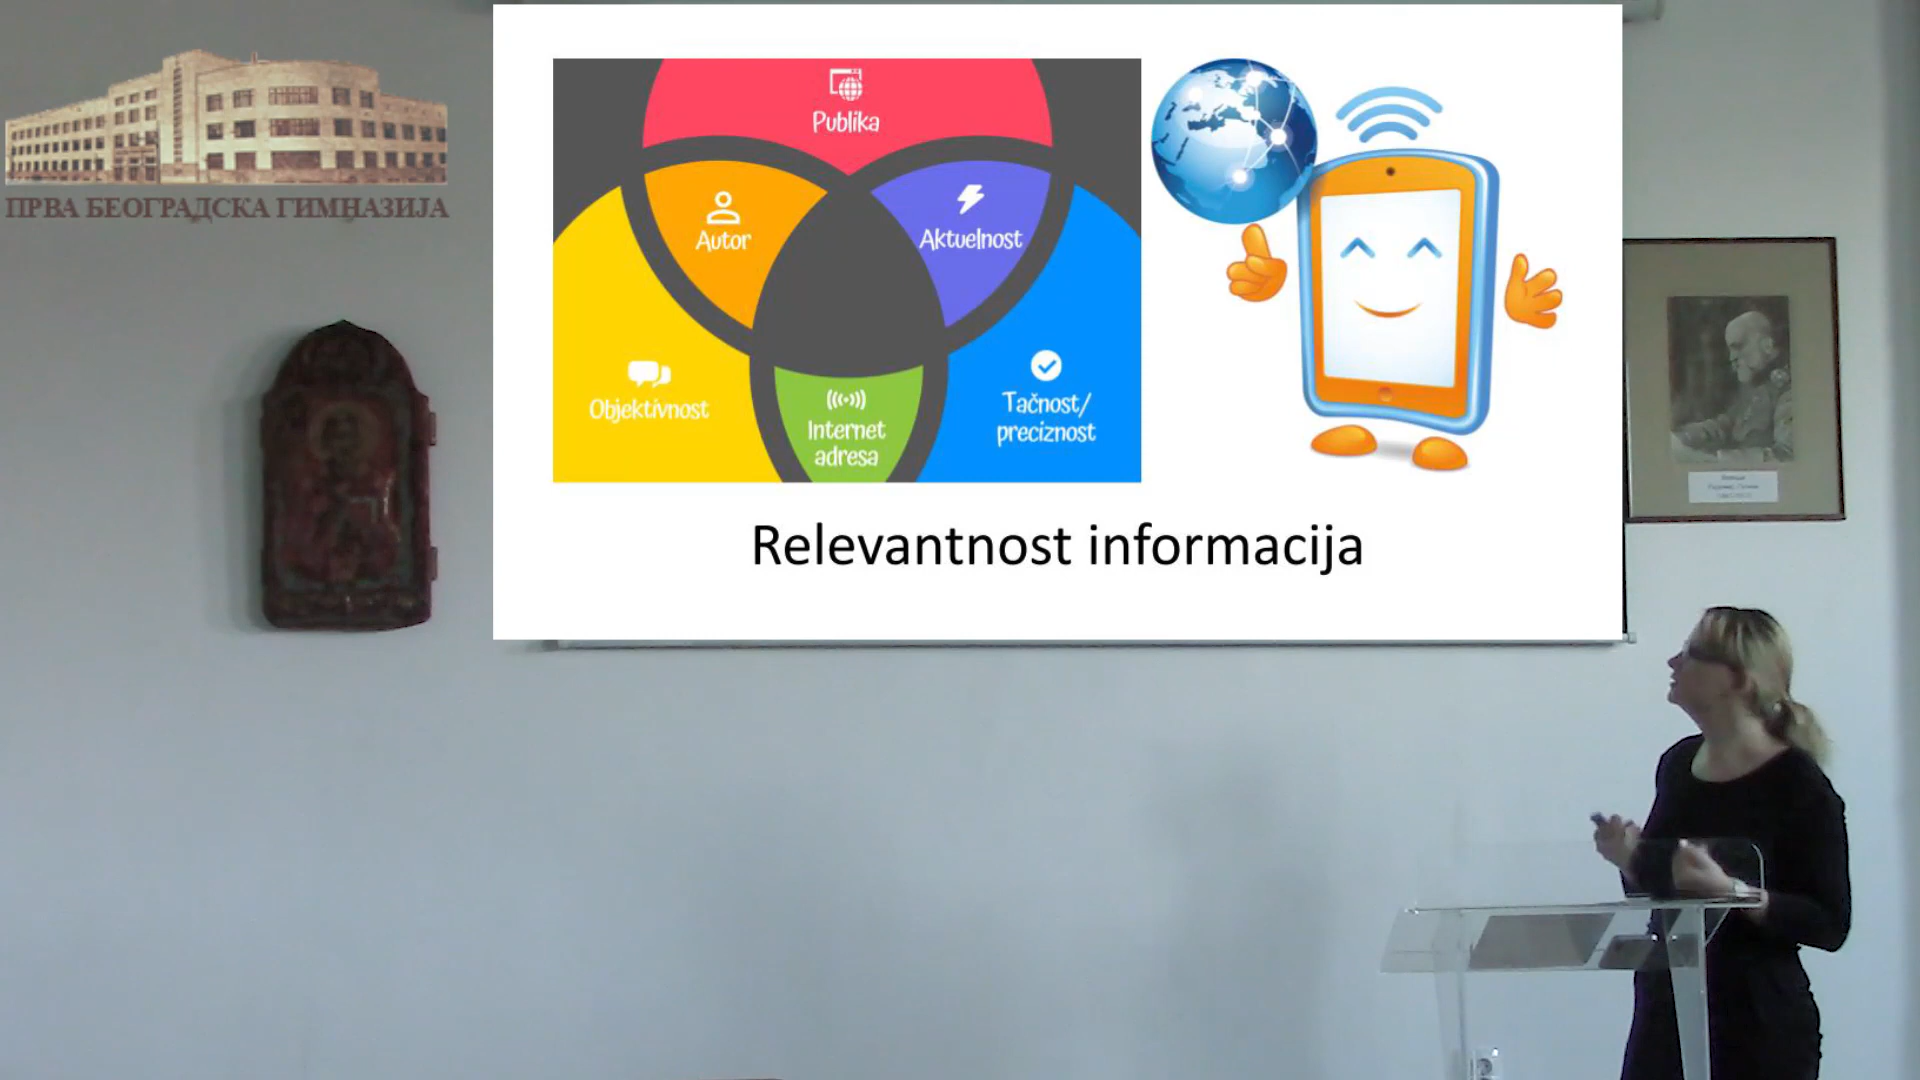 ПРВА БЕОГРАДСКА ГИМНАЗИЈА
Publika
Autor
Aktuelnost
Objektivnost
Internet
adresa
Tačnost/
preciznost
Relevantnost informacija